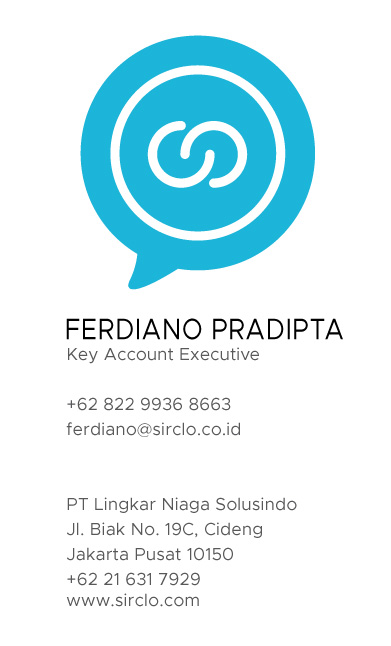 FERDIANO PRADIPTA
Key Account Executive
+62 822 9936 8663
ferdiano@sirclo.co.id
PT Lingkar Niaga Solusindo
Jl. Biak No. 19C, Cideng
Jakarta Pusat 10150
+62 21 631 7929
www.sirclo.com